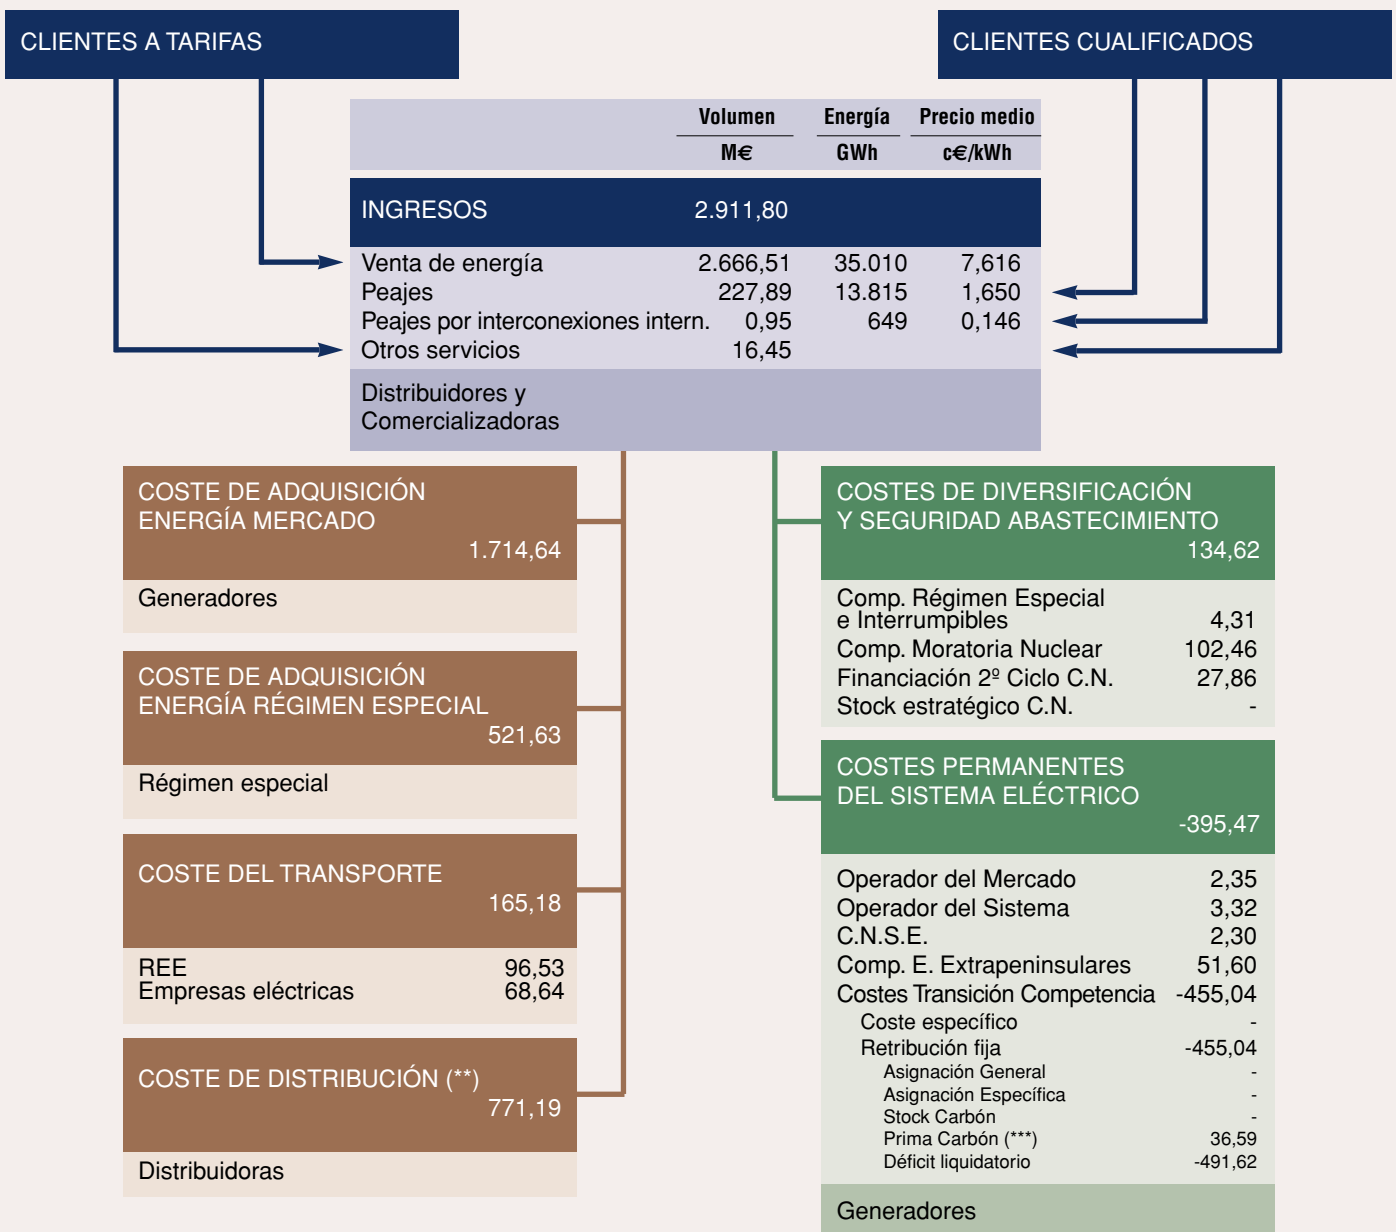 CLIENTES A TARIFAS
CLIENTES CUALIFICADOS
Volumen Energía Precio medio
M€ GWh c€/kWh
INGRESOS 2.911,80
Venta de energía 2.666,51 35.010 7,616
Peajes 227,89 13.815 1,650
Peajes por interconexiones intern. 0,95 649 0,146
Otros servicios 16,45
Distribuidores y
Comercializadoras
COSTE DE ADQUISICIÓN
ENERGÍA MERCADO
1.714,64
Generadores
COSTE DE ADQUISICIÓN
ENERGÍA RÉGIMEN ESPECIAL
521,63
Régimen especial
COSTE DEL TRANSPORTE
165,18
REE 96,53
Empresas eléctricas 68,64
COSTE DE DISTRIBUCIÓN (**)
771,19
Distribuidoras
COSTES DE DIVERSIFICACIÓN
Y SEGURIDAD ABASTECIMIENTO
134,62
Comp. Régimen Especial
e Interrumpibles 4,31
Comp. Moratoria Nuclear 102,46
Financiación 2º Ciclo C.N. 27,86
Stock estratégico C.N. -
COSTES PERMANENTES
DEL SISTEMA ELÉCTRICO
-395,47
Operador del Mercado 2,35
Operador del Sistema 3,32
C.N.S.E. 2,30
Comp. E. Extrapeninsulares 51,60
Costes Transición Competencia -455,04
Coste específico -
Retribución fija -455,04
Asignación General -
Asignación Específica -
Stock Carbón -
Prima Carbón (***) 36,59
Déficit liquidatorio -491,62
Generadores